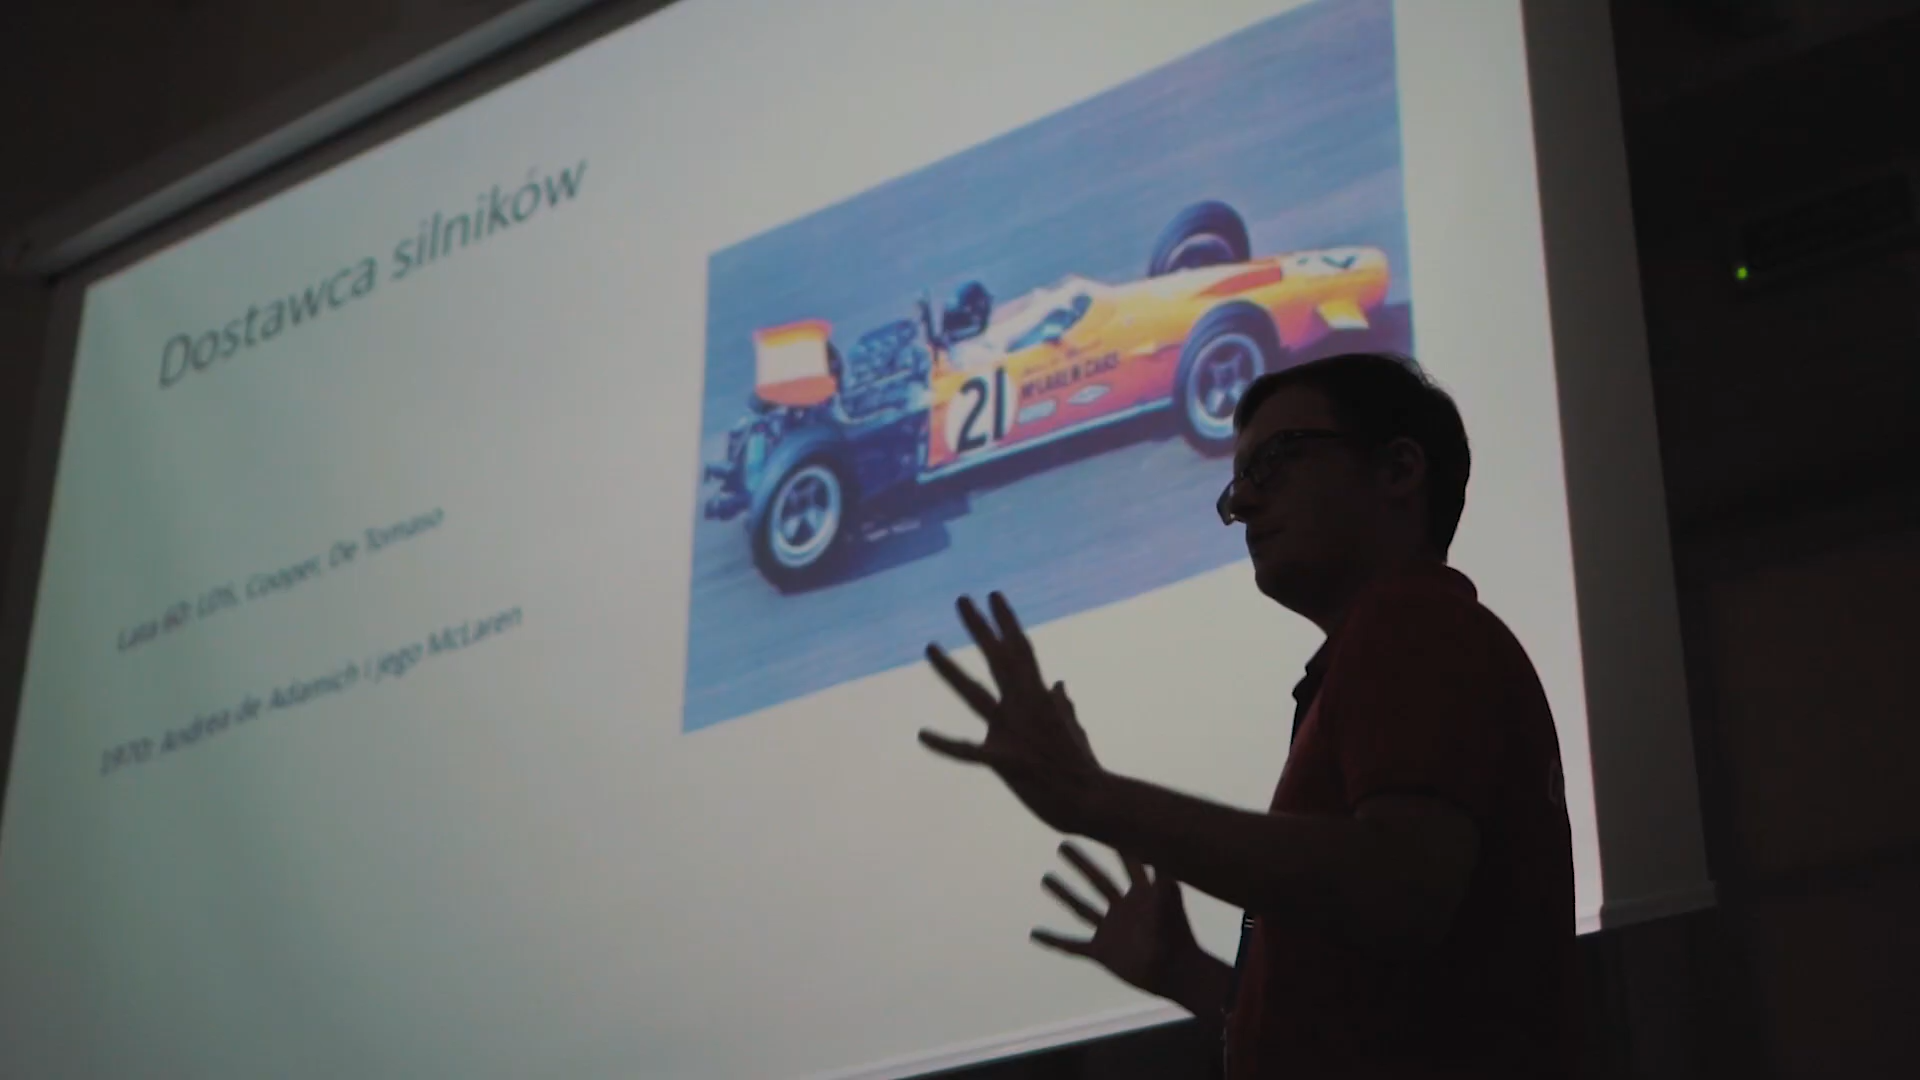 Dostawca silników
Lata 60: LDS, Cooper, De Tomaso
1970: Andrea de Adamich i jego McLaren
21
McLAREN CARS